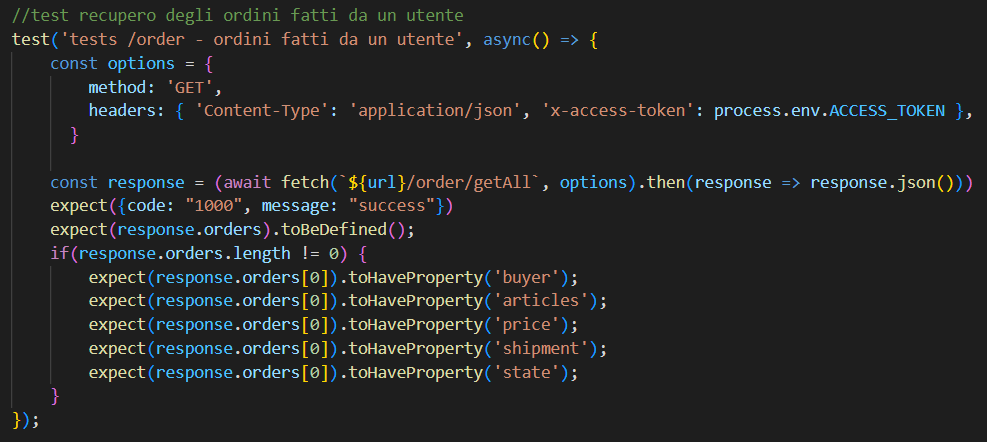 //test recupero degli ordini fatti da un utente
test('tests /order - ordini fatti da un utente', async() => {
    const options = {
        method: 'GET',
        headers: { 'Content-Type': 'application/json', 'x-access-token': process.env.ACCESS_TOKEN },
      }
    const response = (await fetch(`${url}/order/getAll`, options).then(response => response.json()))
    expect({code: "1000", message: "success"})
    expect(response.orders).toBeDefined();
    if(response.orders.length != 0) {
        expect(response.orders[0]).toHaveProperty('buyer');
        expect(response.orders[0]).toHaveProperty('articles');
        expect(response.orders[0]).toHaveProperty('price');
        expect(response.orders[0]).toHaveProperty('shipment');
        expect(response.orders[0]).toHaveProperty('state');
    }
});